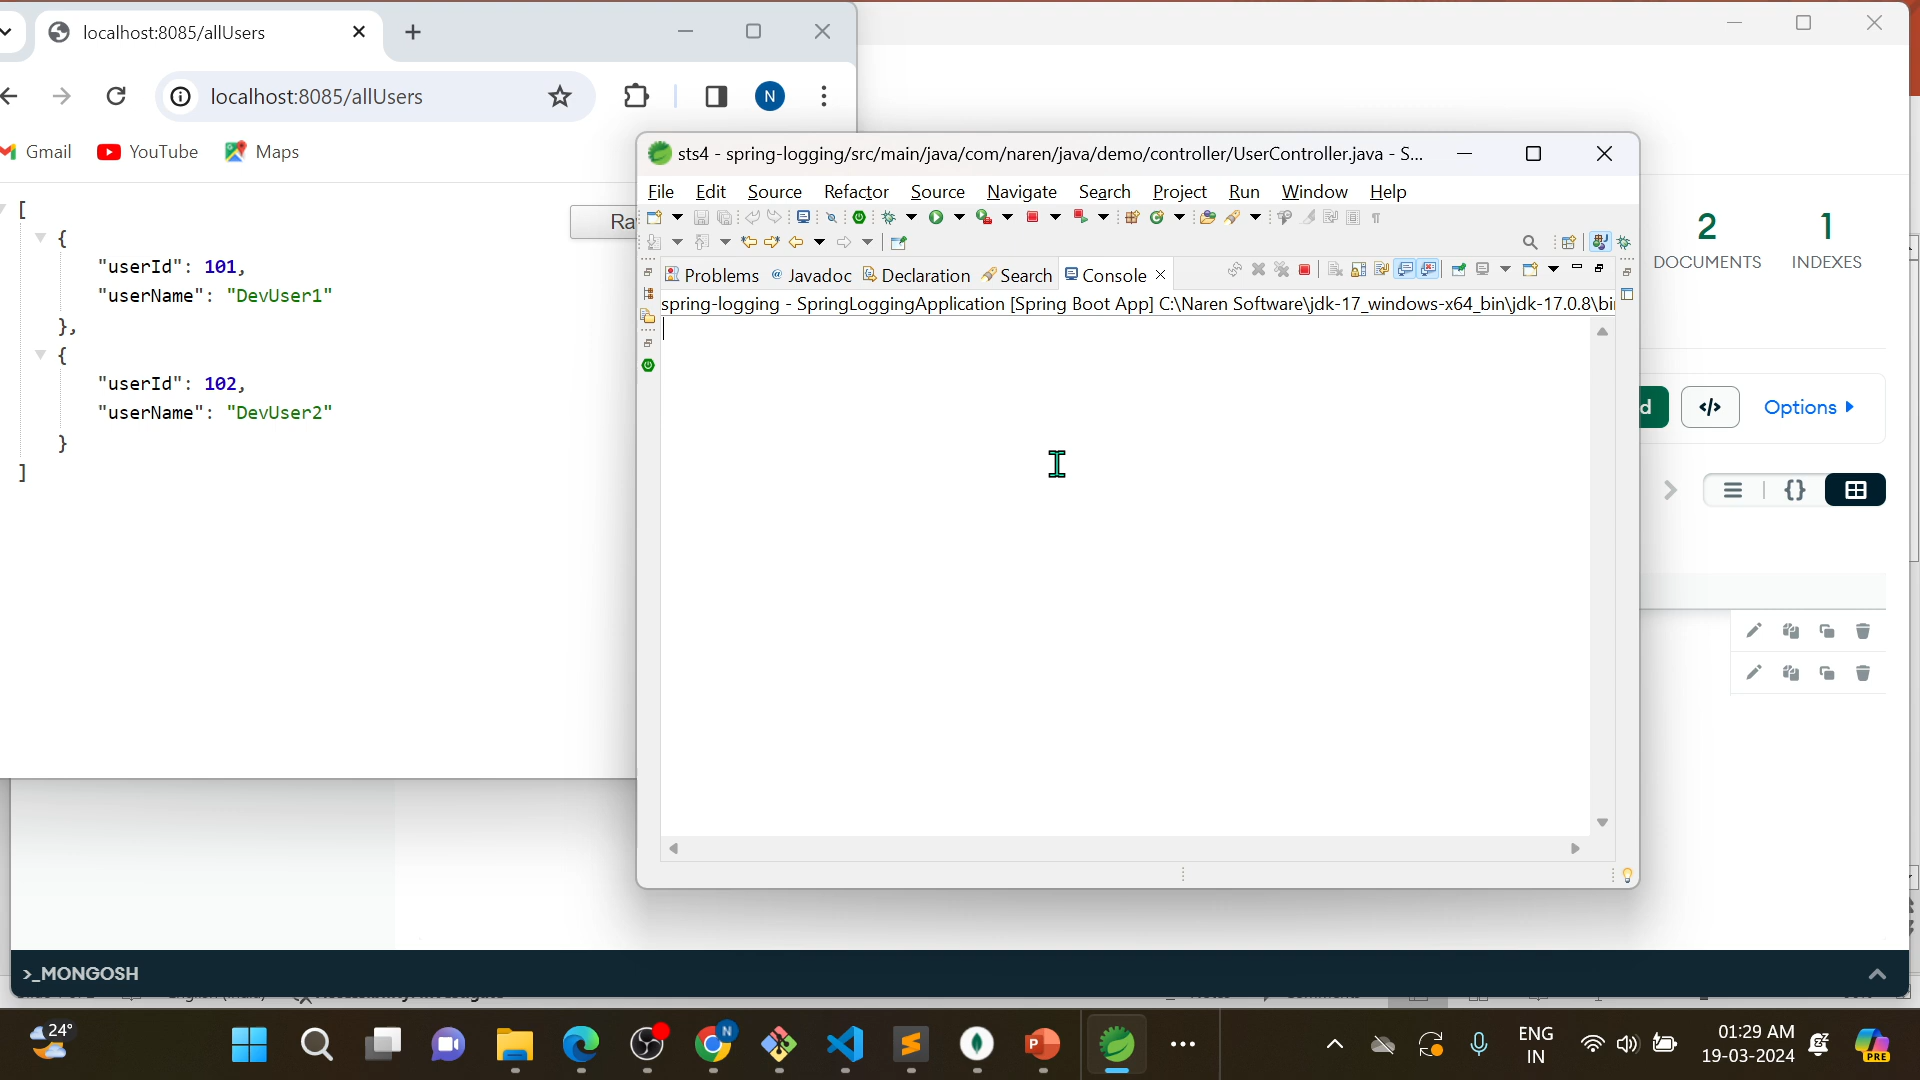 localhost:8085/allUsers
localhost:8085/allUsers
N
Gmail YouTube Maps
[
{
"userId": 101,
"userName": "DevUser1"
},
{
"userId": 102,
"userName": "DevUser2"
}
]
sts4 - spring-logging/src/main/java/com/naren/java/demo/controller/UserController.java - S...
File Edit Source Refactor Source Navigate Search Project Run Window Help
Problems Javadoc Declaration Search Console
spring-logging - SpringLoggingApplication [Spring Boot App] C:\Naren Software\jdk-17_windows-x64_bin\jdk-17.0.8\bi
2 1
DOCUMENTS INDEXES
</> Options
{}
>_MONGOSH
24°
ENG
IN
01:29 AM
19-03-2024
PRE